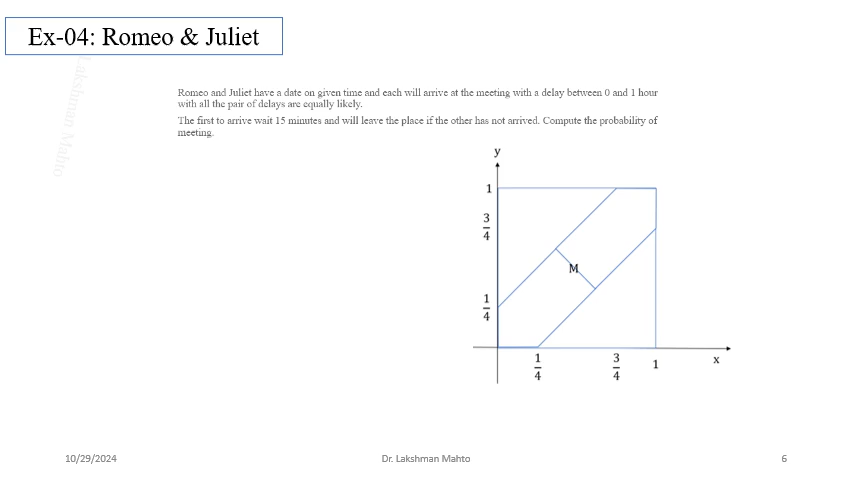 Ex-04: Romeo & Juliet
Lakshman Mahto
Romeo and Juliet have a date on given time and each will arrive at the meeting with a delay between 0 and 1 hour
with all the pair of delays are equally likely.
The first to arrive wait 15 minutes and will leave the place if the other has not arrived. Compute the probability of
meeting.
y
1
3
4
M
1
4
1
4
3
4
1
x
10/29/2024
Dr. Lakshman Mahto
6